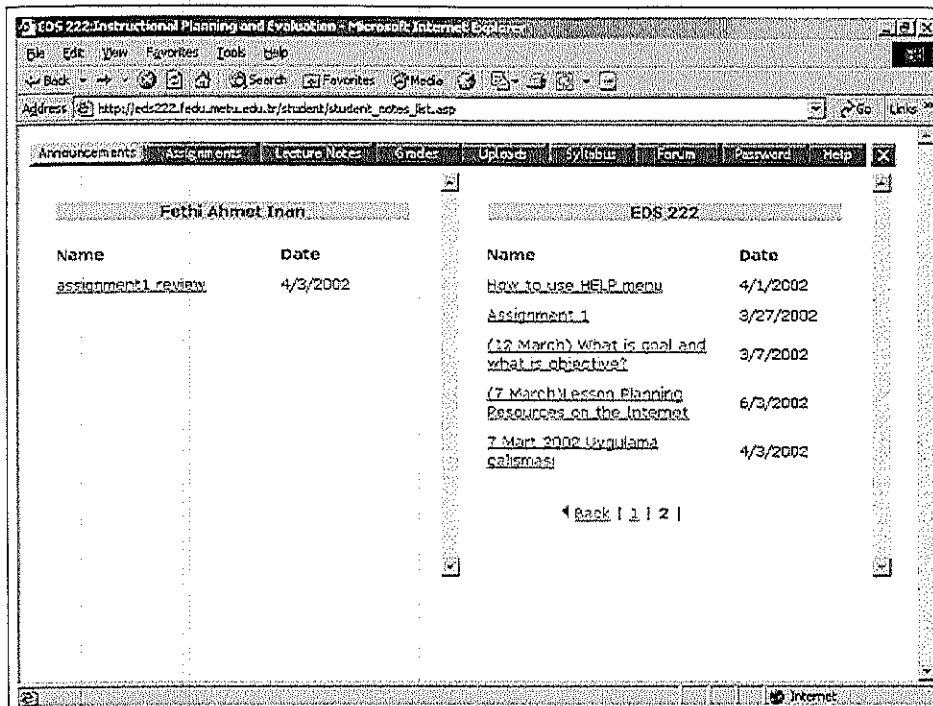 EDS 222:Instructional Planning and Evaluation - Microsoft Internet Explorer
File Edit View Favorites Tools Help
Back Search Favorites Media
Address http://eds222.fedu.metu.edu.tr/student/student_notes_list.asp Go Links »
Announcements Assignments Lecture Notes Grades Uploads Syllabus Forum Password Help X
Fethi Ahmet Inan
Name Date
assignment1 review 4/3/2002
EDS 222
Name Date
How to use HELP menu 4/1/2002
Assignment 1 3/27/2002
(12 March) What is goal and
what is objective? 3/7/2002
(7 March)Lesson Planning
Resources on the Internet 6/3/2002
7 Mart 2002 Uygulama
çalismasi 4/3/2002
Back | 1 | 2 |
Internet